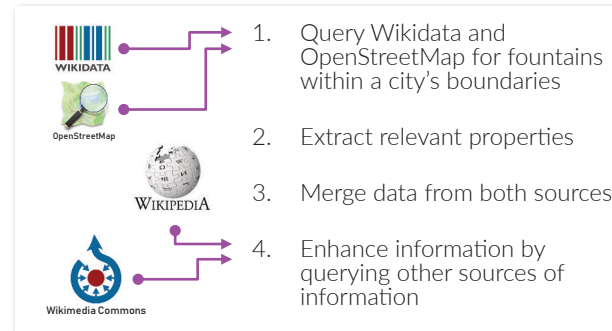 WIKIDATA
OpenStreetMap
WIKIPEDIA
Wikimedia Commons
1. Query Wikidata and
OpenStreetMap for fountains
within a city's boundaries
2. Extract relevant properties
3. Merge data from both sources
4. Enhance information by
querying other sources of
information